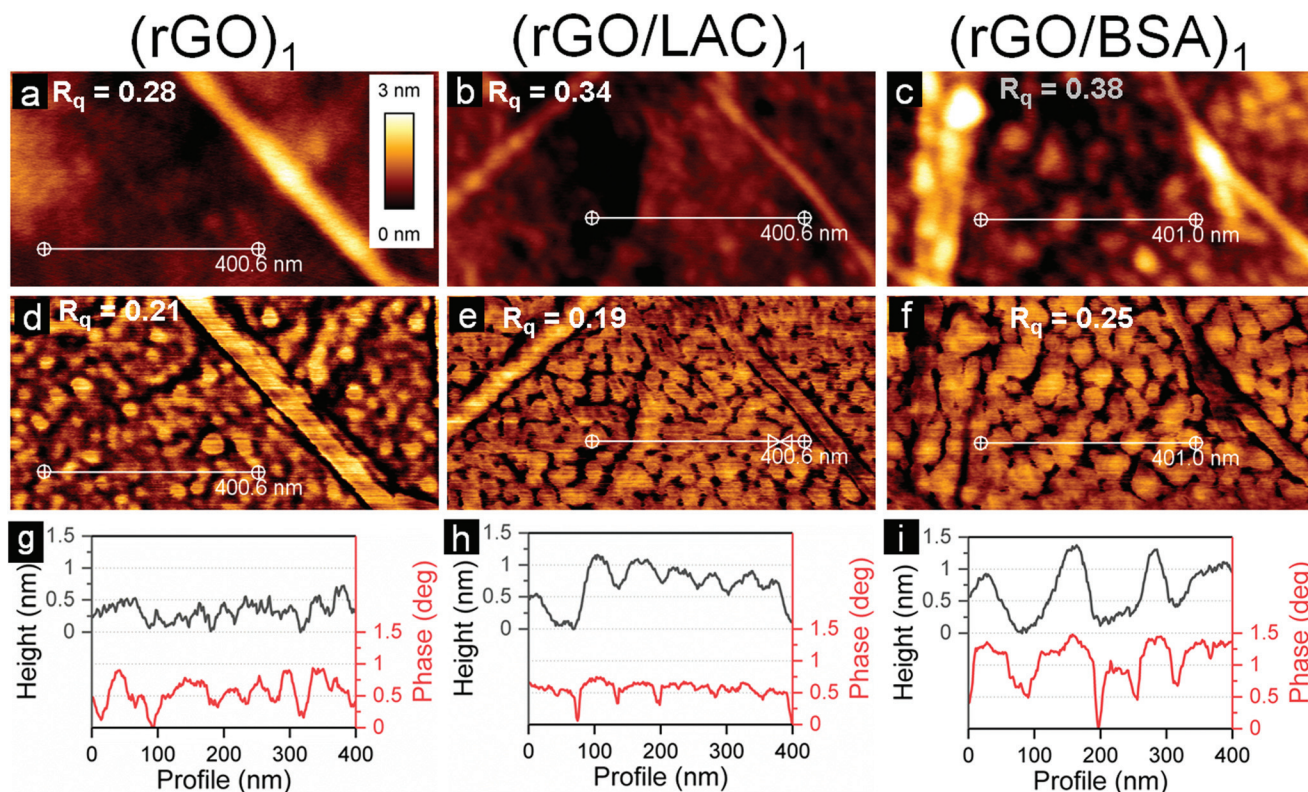 (rGO)1
(rGO/LAC)1
(rGO/BSA)1
a
Rq = 0.28
3 nm
0 nm
400.6 nm
b
Rq = 0.34
400.6 nm
c
Rq = 0.38
401.0 nm
d
Rq = 0.21
400.6 nm
e
Rq = 0.19
400.6 nm
f
Rq = 0.25
401.0 nm
g
1.5
1
0.5
0
Height (nm)
1.5
1
0.5
0
Phase (deg)
0 100 200 300 400
Profile (nm)
h
1.5
1
0.5
0
Height (nm)
1.5
1
0.5
0
Phase (deg)
0 100 200 300 400
Profile (nm)
i
1.5
1
0.5
0
Height (nm)
1.5
1
0.5
0
Phase (deg)
0 100 200 300 400
Profile (nm)